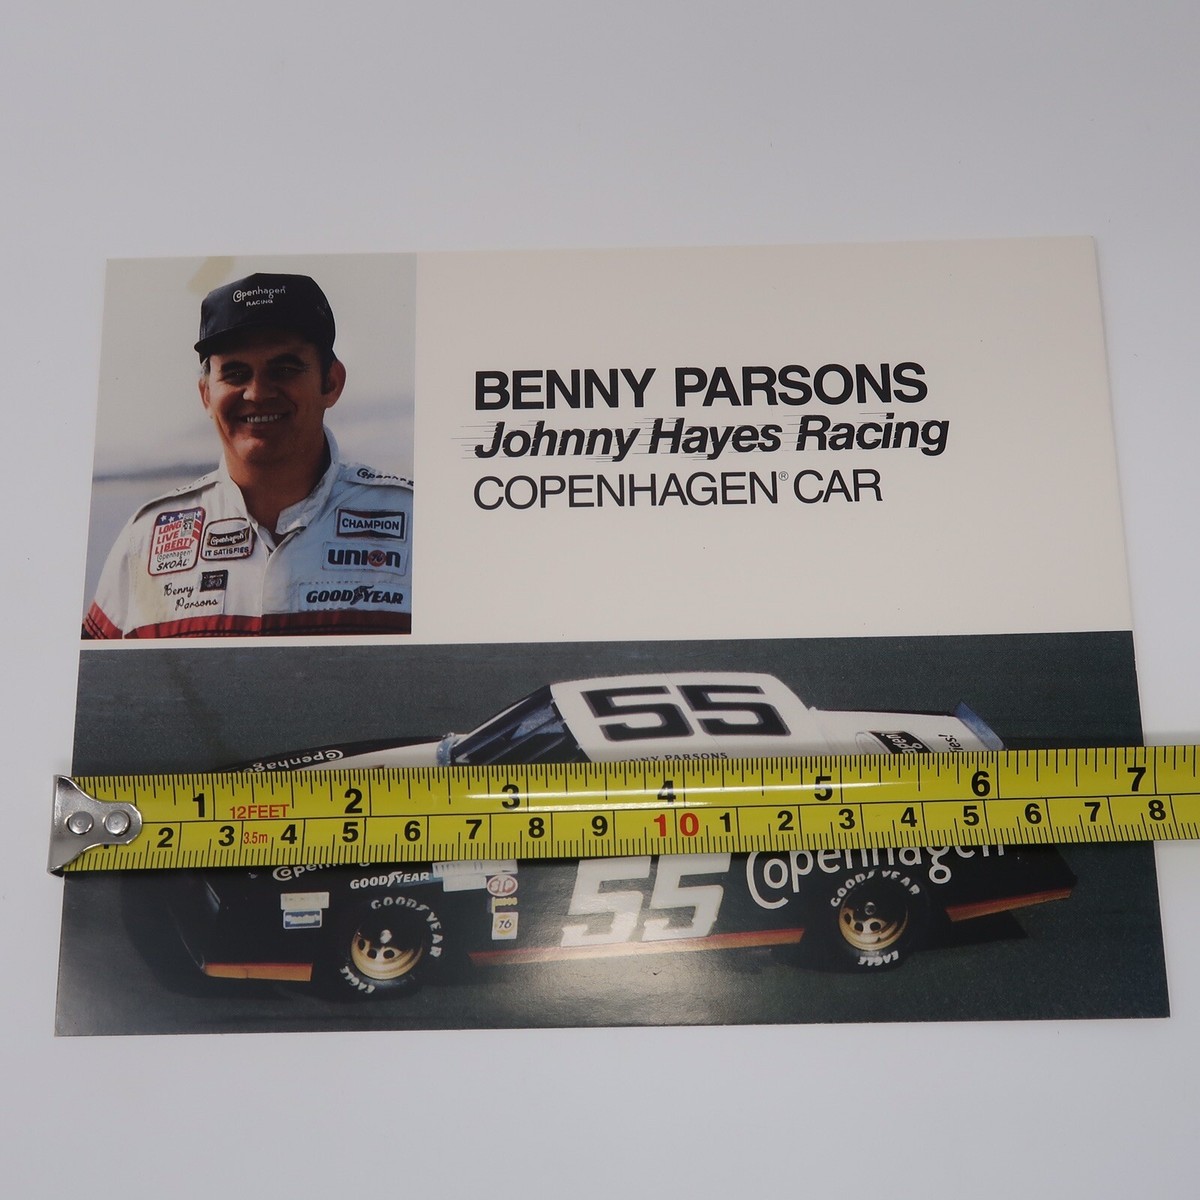 Copenhagen
RACING
BENNY PARSONS
Johnny Hayes Racing
COPENHAGEN® CAR
LONG
LIVE
LIBERTY
Copenhagen
SKOAL
Copenhagen
IT SATISFIES
CHAMPION
UNION
76
GOODYEAR
Benny
Parsons
55
PARSONS
1 2 3 4 5 6 7
12FEET
2 3 3.5m 4 5 6 7 8 9 10 1 2 3 4 5 6 7 8
Copenhagen
GOODYEAR
STP
55
76
GOODYEAR
EAGLE
GOODYEAR
EAGLE